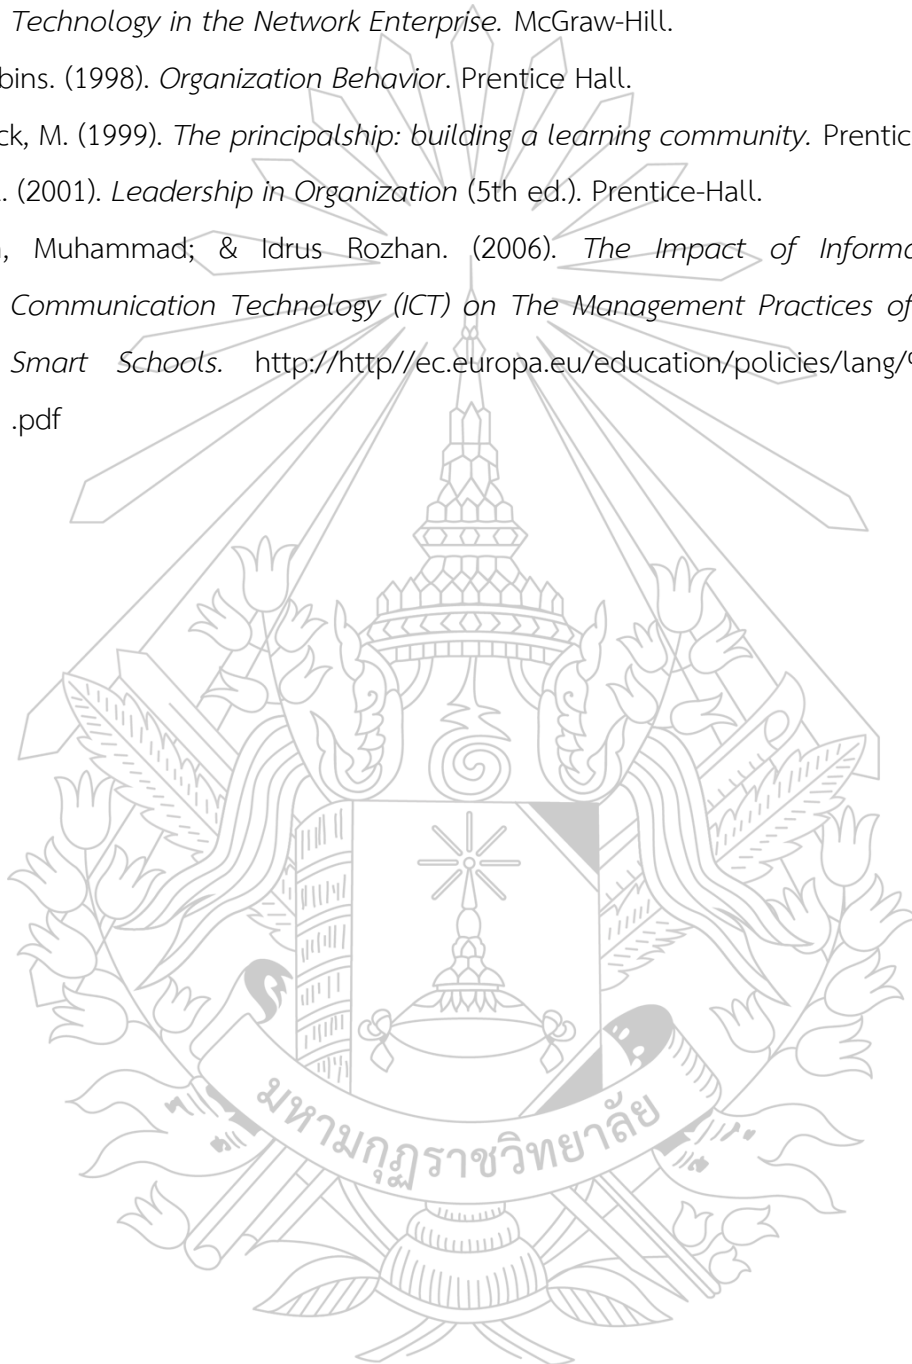 Technology in the Network Enterprise. McGraw-Hill.
bins. (1998). Organization Behavior. Prentice Hall.
ck, M. (1999). The principalship: building a learning community. Prentic
. (2001). Leadership in Organization (5th ed.). Prentice-Hall.
, Muhammad; & Idrus Rozhan. (2006). The Impact of Informa
Communication Technology (ICT) on The Management Practices of
Smart Schools. http://http//ec.europa.eu/education/policies/lang/
.pdf
มหามกุฏราชวิทยาลัย